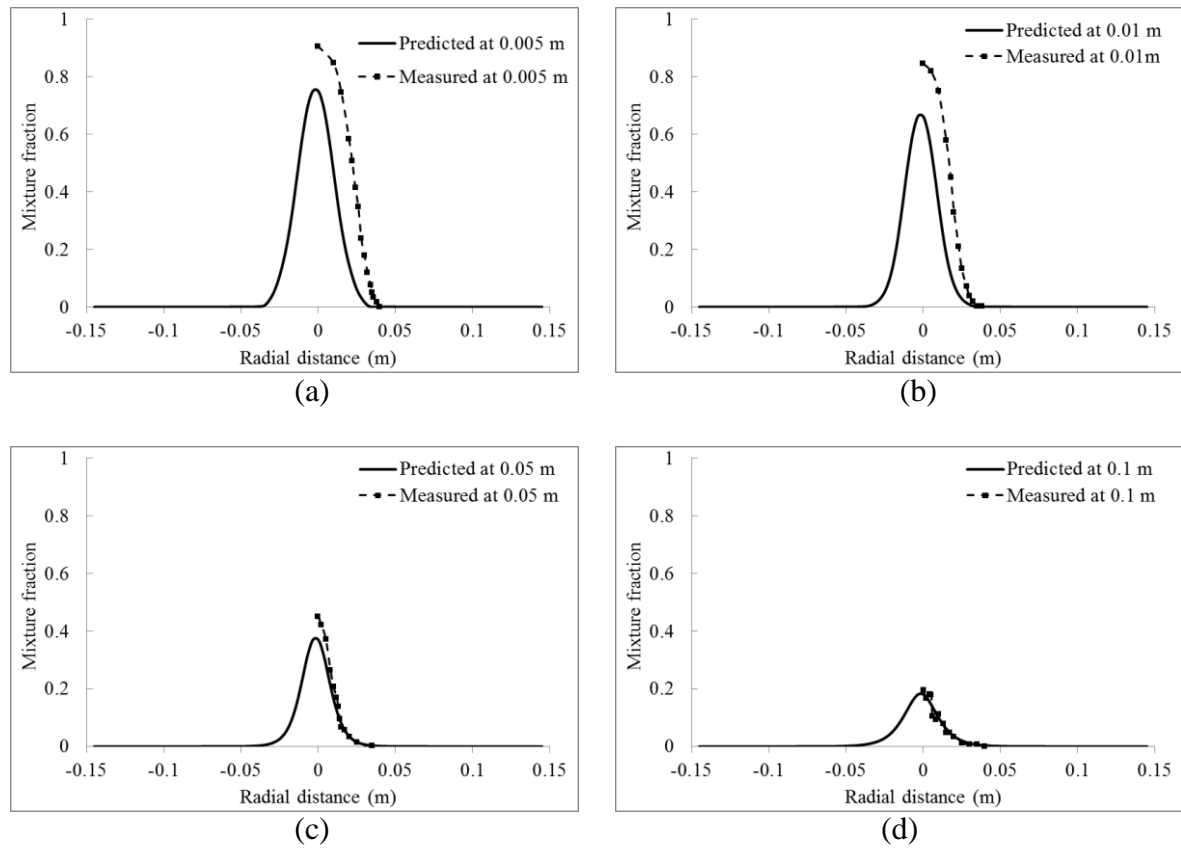 Predicted at 0.005 m
Measured at 0.005 m
1
0.8
0.6
0.4
0.2
0
Mixture fraction
-0.15 -0.1 -0.05 0 0.05 0.1 0.15
Radial distance (m)
(a)
Predicted at 0.01 m
Measured at 0.01m
1
0.8
0.6
0.4
0.2
0
Mixture fraction
-0.15 -0.1 -0.05 0 0.05 0.1 0.15
Radial distance (m)
(b)
Predicted at 0.05 m
Measured at 0.05 m
1
0.8
0.6
0.4
0.2
0
Mixture fraction
-0.15 -0.1 -0.05 0 0.05 0.1 0.15
Radial distance (m)
(c)
Predicted at 0.1 m
Measured at 0.1 m
1
0.8
0.6
0.4
0.2
0
Mixture fraction
-0.15 -0.1 -0.05 0 0.05 0.1 0.15
Radial distance (m)
(d)